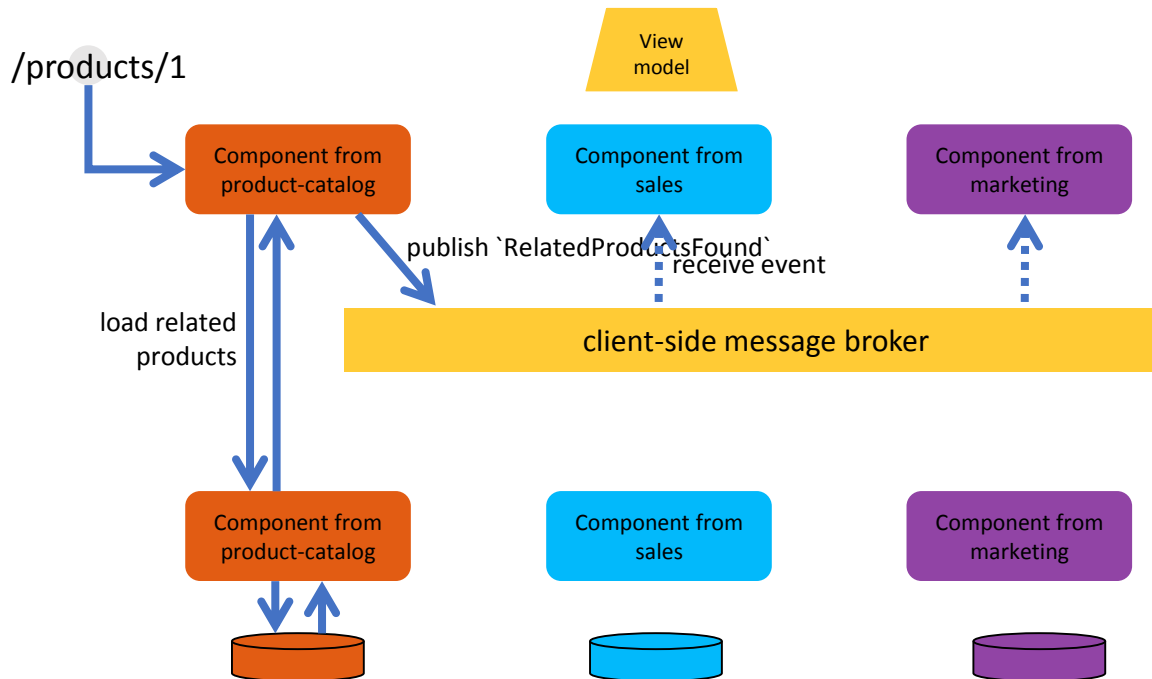 View
model
/products/1
Component from
product-catalog
Component from
sales
Component from
marketing
publish `RelatedProductsFound`
receive event
load related
products
client-side message broker
Component from
product-catalog
Component from
sales
Component from
marketing